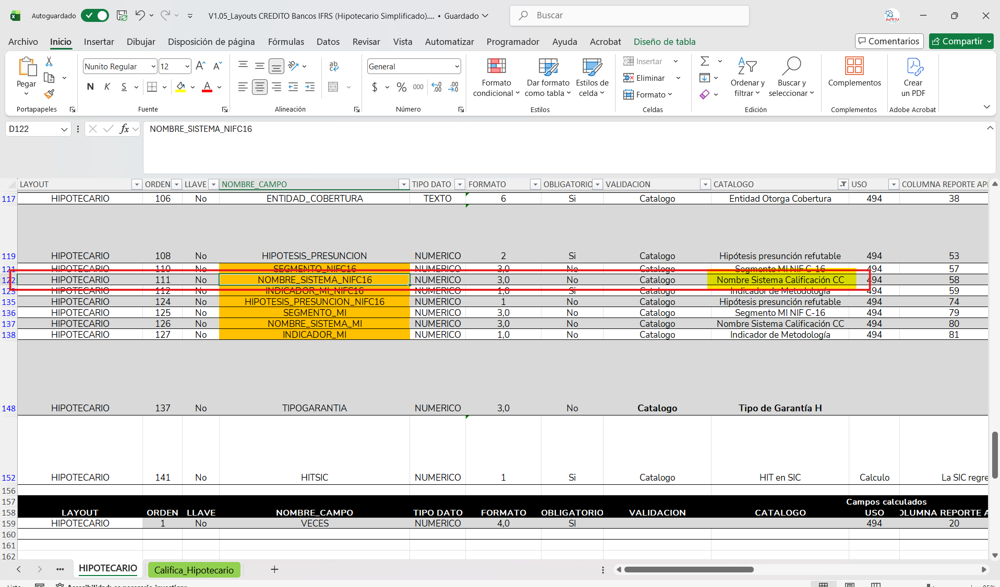 Autoguardado V1.05_Layouts CREDITO Bancos IFRS (Hipotecario Simplificado).... • Guardado Buscar
Archivo Inicio Insertar Dibujar Disposición de página Fórmulas Datos Revisar Vista Automatizar Programador Ayuda Acrobat Diseño de tabla Comentarios Compartir
Pegar
Portapapeles
Nunito Regular 12
N K S A
Fuente
ab
Alineación
General
$ % 000
Número
Formato condicional
Dar formato como tabla
Estilos de celda
Estilos
Insertar
Eliminar
Formato
Celdas
Ordenar y filtrar
Buscar y seleccionar
Edición
Complementos
Complementos
Crear un PDF
Adobe Acrobat
D122 fx NOMBRE_SISTEMA_NIFC16
LAYOUT ORDEN LLAVE NOMBRE_CAMPO TIPO DATO FORMATO OBLIGATORIO VALIDACION CATALOGO USO COLUMNA REPORTE API
117 HIPOTECARIO 106 No ENTIDAD_COBERTURA TEXTO 6 Si Catalogo Entidad Otorga Cobertura 494 38
119 HIPOTECARIO 108 No HIPOTESIS_PRESUNCION NUMERICO 2 Si Catalogo Hipótesis presunción refutable 494 53
121 HIPOTECARIO 110 No SEGMENTO_NIFC16 NUMERICO 3,0 No Catalogo Segmento MI NIF C-16 494 57
122 HIPOTECARIO 111 No NOMBRE_SISTEMA_NIFC16 NUMERICO 3,0 No Catalogo Nombre Sistema Calificación CC 494 58
123 HIPOTECARIO 112 No INDICADOR_MI_NIFC16 NUMERICO 1,0 Si Catalogo Indicador de Metodología 494 59
135 HIPOTECARIO 124 No HIPOTESIS_PRESUNCION_NIFC16 NUMERICO 1 No Catalogo Hipótesis presunción refutable 494 74
136 HIPOTECARIO 125 No SEGMENTO_MI NUMERICO 3,0 No Catalogo Segmento MI NIF C-16 494 79
137 HIPOTECARIO 126 No NOMBRE_SISTEMA_MI NUMERICO 3,0 No Catalogo Nombre Sistema Calificación CC 494 80
138 HIPOTECARIO 127 No INDICADOR_MI NUMERICO 1,0 No Catalogo Indicador de Metodología 494 81
148 HIPOTECARIO 137 No TIPOGARANTIA NUMERICO 3,0 No Catalogo Tipo de Garantía H
152 HIPOTECARIO 141 No HITSIC NUMERICO 1 Si Catalogo HIT en SIC Calculo La SIC regre
156
157 Campos calculados
158 LAYOUT ORDEN LLAVE NOMBRE_CAMPO TIPO DATO FORMATO OBLIGATORIO VALIDACION CATALOGO USO OLUMNA REPORTE A
159 HIPOTECARIO 1 No VECES NUMERICO 4,0 SI 494 20
160
161
162
HIPOTECARIO Califica_Hipotecario